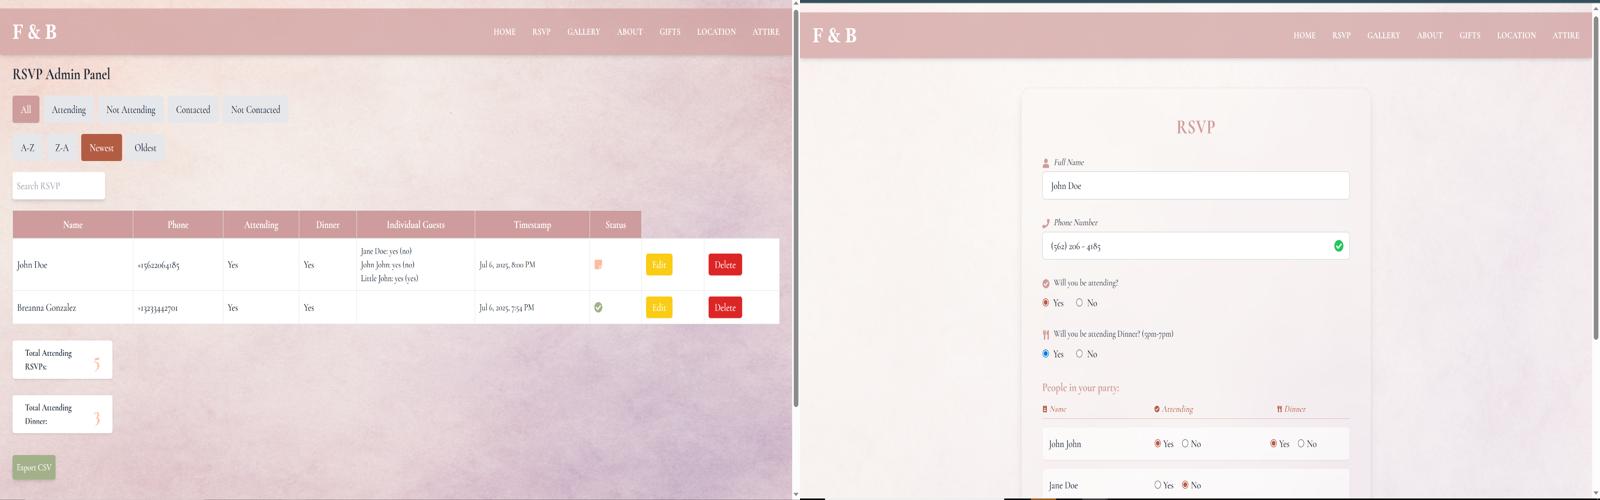 F & B
HOME RSVP GALLERY ABOUT GIFTS LOCATION ATTIRE
RSVP Admin Panel
All Attending Not Attending Contacted Not Contacted
A-Z Z-A Newest Oldest
Search RSVP
Name Phone Attending Dinner Individual Guests Timestamp Status
John Doe +15622064185 Yes Yes Jane Doe: yes (no) Jul 6, 2025, 8:00 PM Edit Delete
John John: yes (no)
Little John: yes (yes)
Breanna Gonzalez +13233442701 Yes Yes Jul 6, 2025, 7:54 PM Edit Delete
Total Attending
RSVPs: 5
Total Attending
Dinner: 3
Export CSV
F & B
HOME RSVP GALLERY ABOUT GIFTS LOCATION ATTIRE
RSVP
Full Name
John Doe
Phone Number
(562) 206 - 4185
Will you be attending?
Yes No
Will you be attending Dinner? (5pm-7pm)
Yes No
People in your party:
Name Attending Dinner
John John Yes No Yes No
Jane Doe Yes No